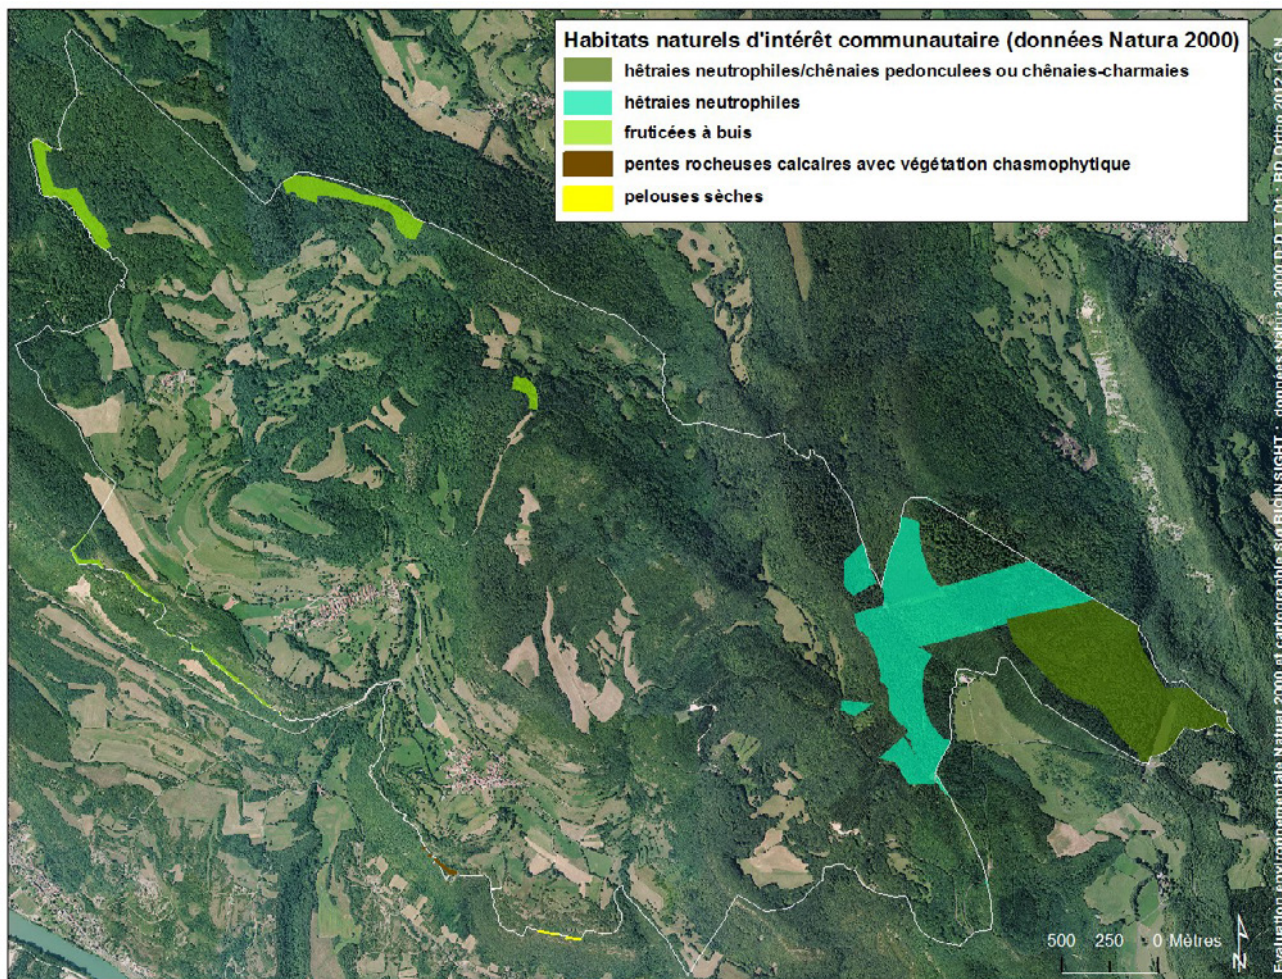 Habitats naturels d'intérêt communautaire (données Natura 2000)
hêtraies neutrophiles/chênaies pedonculees ou chênaies-charmaies
hêtraies neutrophiles
fruticées à buis
pentes rocheuses calcaires avec végétation chasmophytique
pelouses sèches
500 250 0 Mètres
N